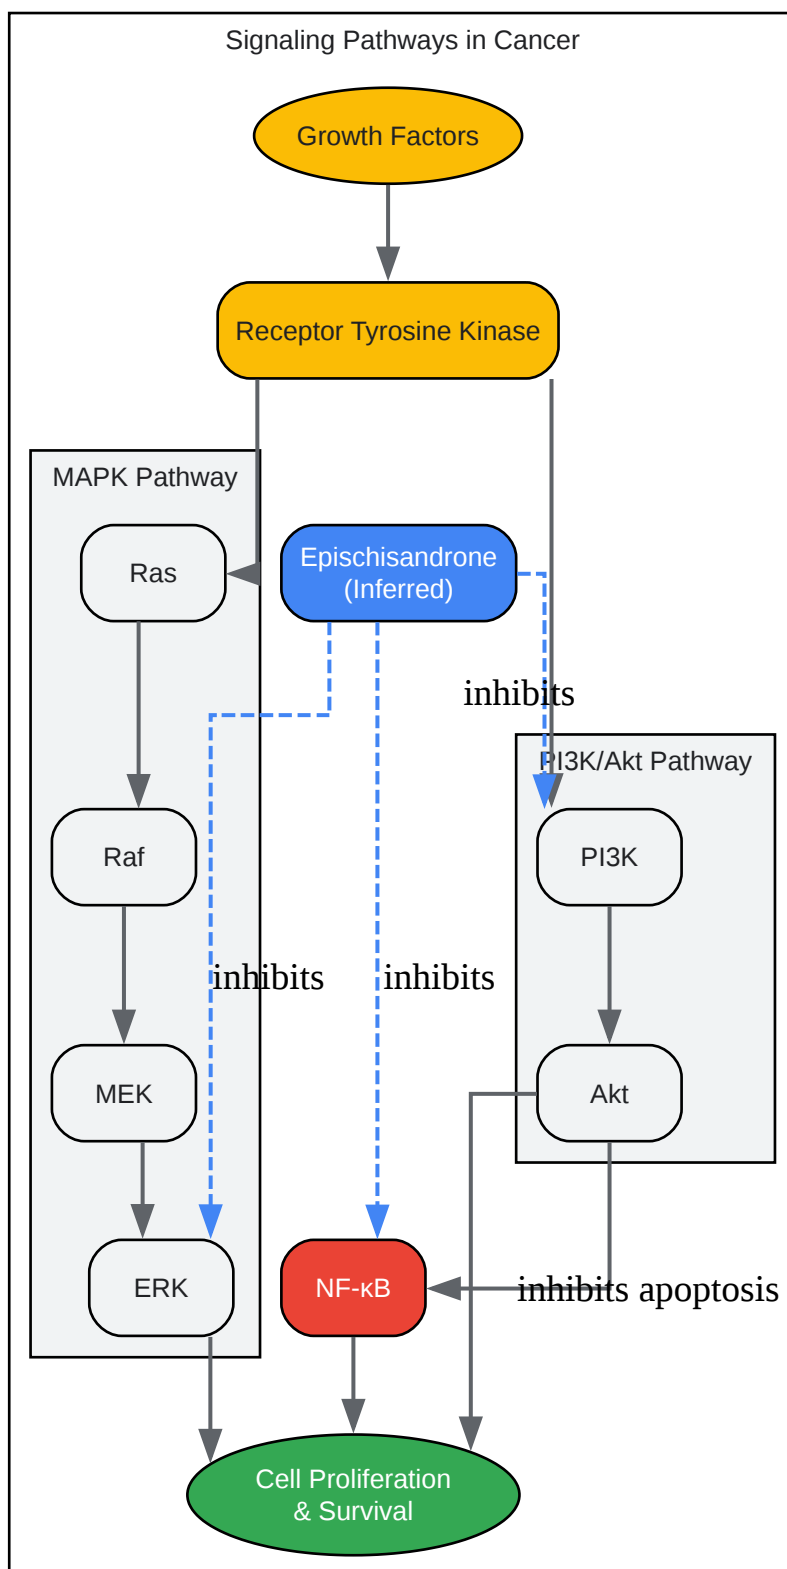 Signaling Pathways in Cancer
Growth Factors
Receptor Tyrosine Kinase
MAPK Pathway
Ras
Epischisandrone
(Inferred)
inhibits
PI3K/Akt Pathway
Raf
PI3K
inhibits
inhibits
MEK
Akt
ERK
NF-κB
inhibits apoptosis
Cell Proliferation
& Survival